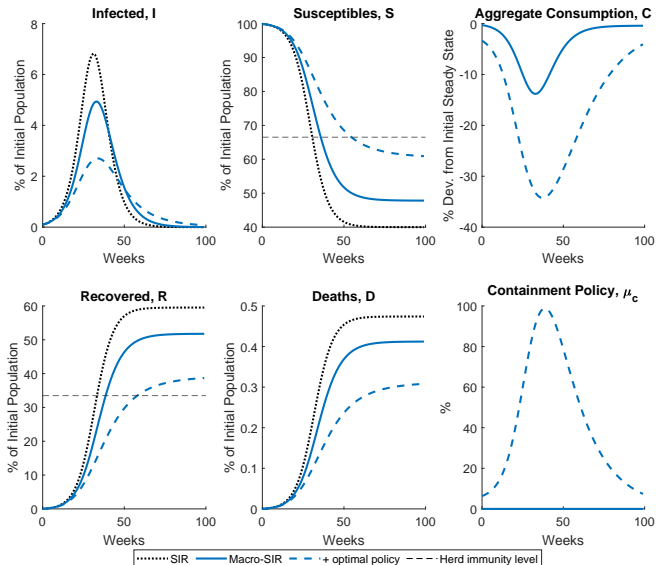 Infected, I
% of Initial Population
8
6
4
2
0
0 50 100
Weeks
Susceptibles, S
% of Initial Population
100
90
80
70
60
50
40
0 50 100
Weeks
Aggregate Consumption, C
% Dev. from Initial Steady State
0
-10
-20
-30
-40
0 50 100
Weeks
Recovered, R
% of Initial Population
60
50
40
30
20
10
0
0 50 100
Weeks
Deaths, D
% of Initial Population
0.5
0.4
0.3
0.2
0.1
0
0 50 100
Weeks
Containment Policy, μc
%
100
80
60
40
20
0
0 50 100
Weeks
SIR Macro-SIR + optimal policy Herd immunity level